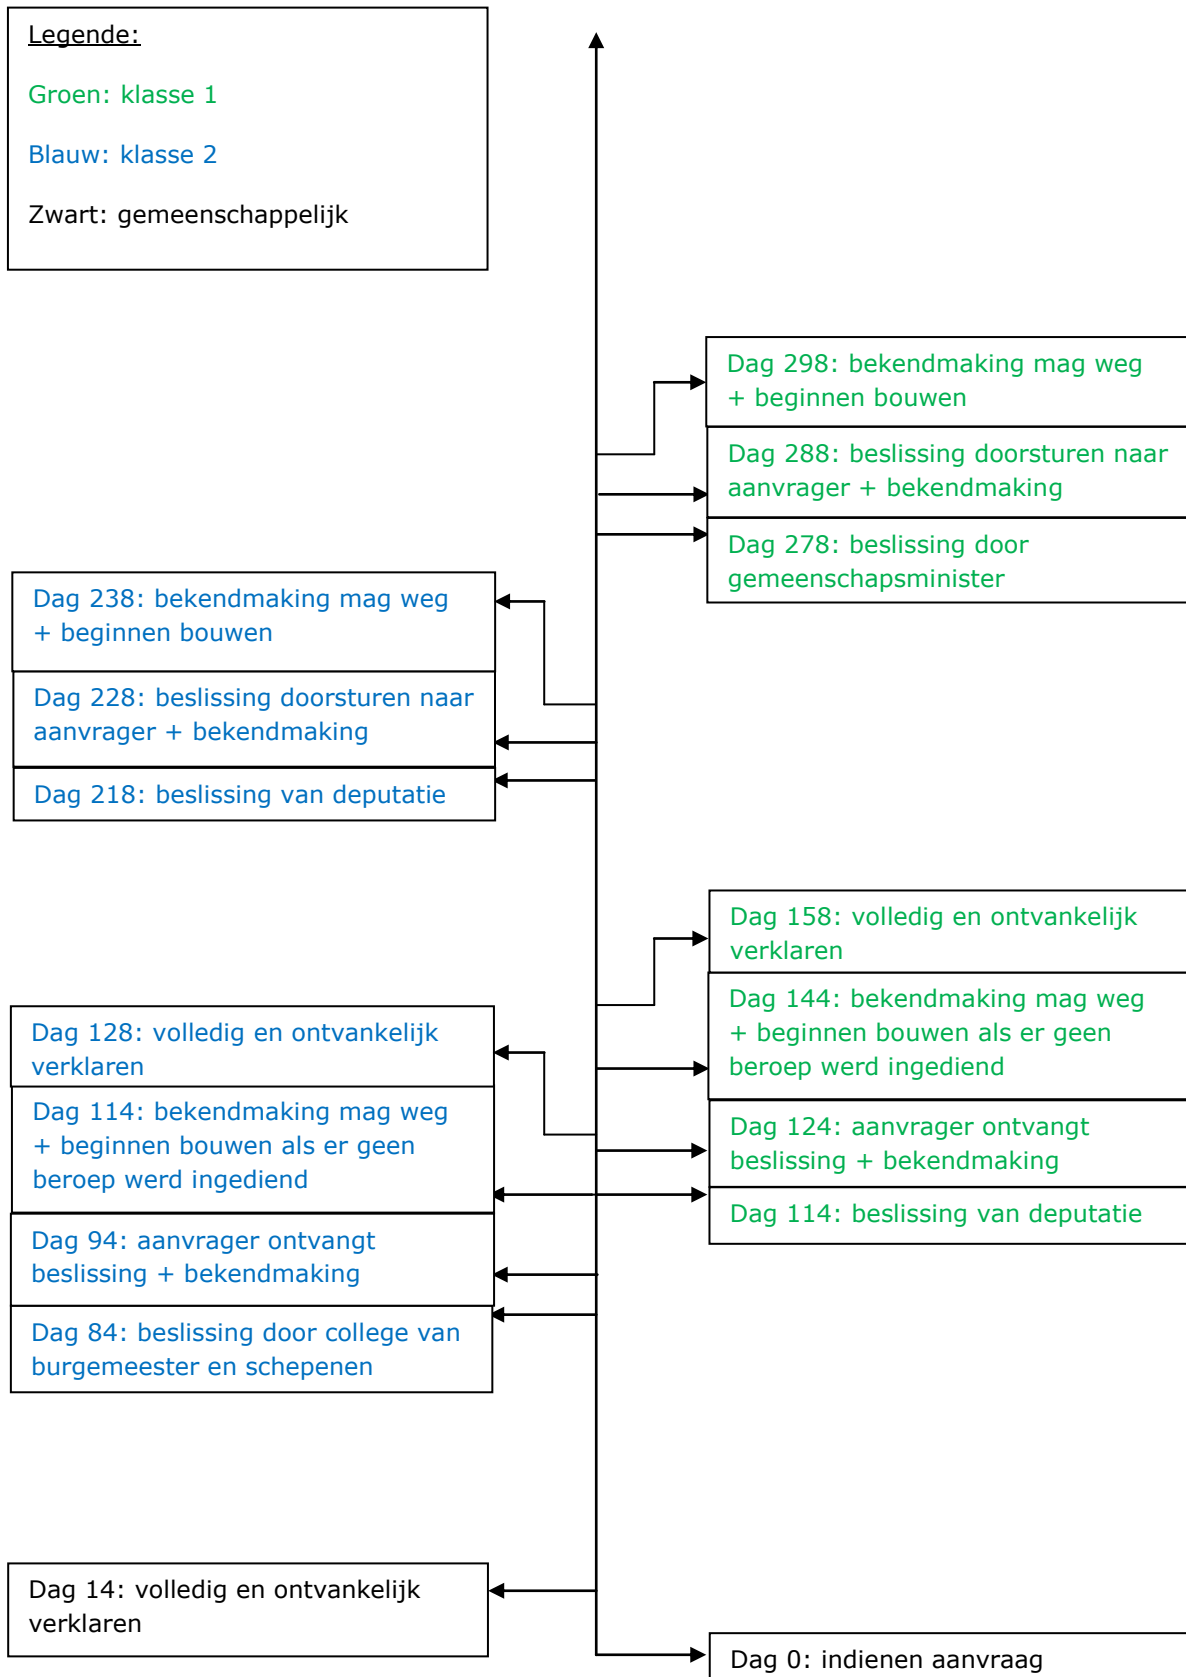 Legende:
Groen: klasse 1
Blauw: klasse 2
Zwart: gemeenschappelijk
Dag 298: bekendmaking mag weg
+ beginnen bouwen
Dag 288: beslissing doorsturen naar
aanvrager + bekendmaking
Dag 278: beslissing door
gemeenschapsminister
Dag 238: bekendmaking mag weg
+ beginnen bouwen
Dag 228: beslissing doorsturen naar
aanvrager + bekendmaking
Dag 218: beslissing van deputatie
Dag 158: volledig en ontvankelijk
verklaren
Dag 144: bekendmaking mag weg
+ beginnen bouwen als er geen
beroep werd ingediend
Dag 124: aanvrager ontvangt
beslissing + bekendmaking
Dag 114: beslissing van deputatie
Dag 128: volledig en ontvankelijk
verklaren
Dag 114: bekendmaking mag weg
+ beginnen bouwen als er geen
beroep werd ingediend
Dag 94: aanvrager ontvangt
beslissing + bekendmaking
Dag 84: beslissing door college van
burgemeester en schepenen
Dag 14: volledig en ontvankelijk
verklaren
Dag 0: indienen aanvraag